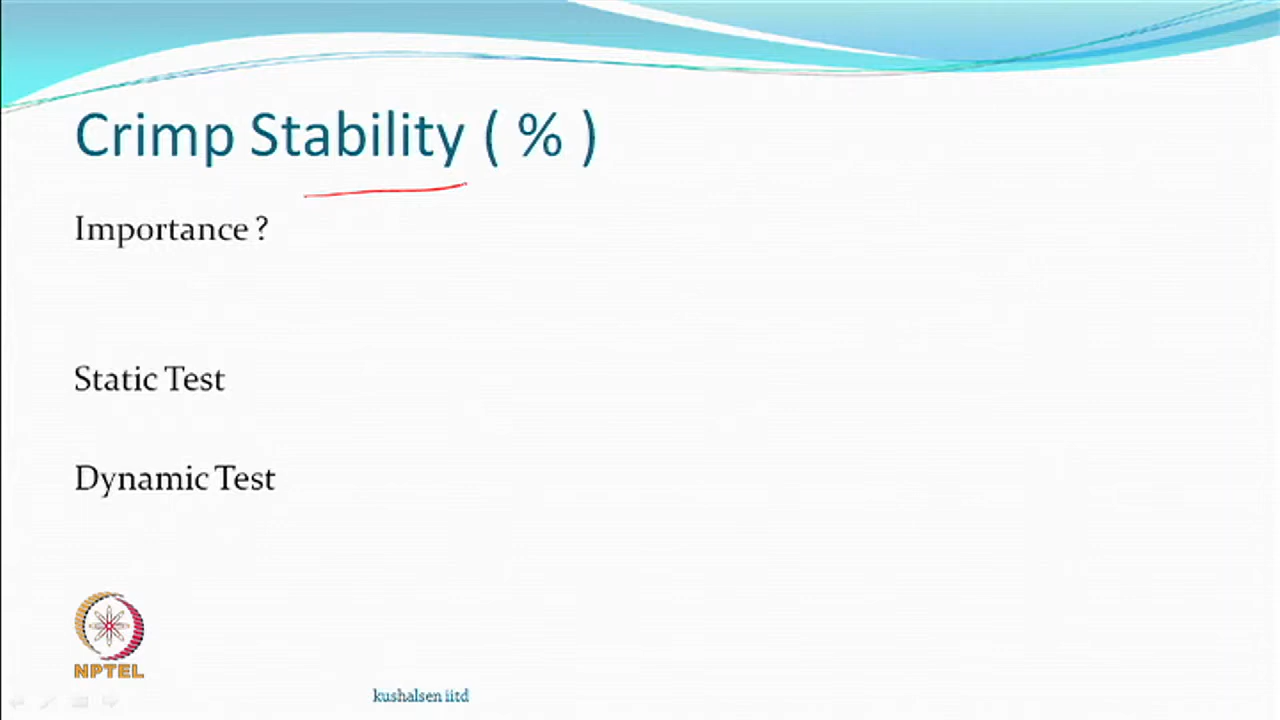 Crimp Stability ( % )
Importance ?
Static Test
Dynamic Test
NPTEL
kushalsen iitd